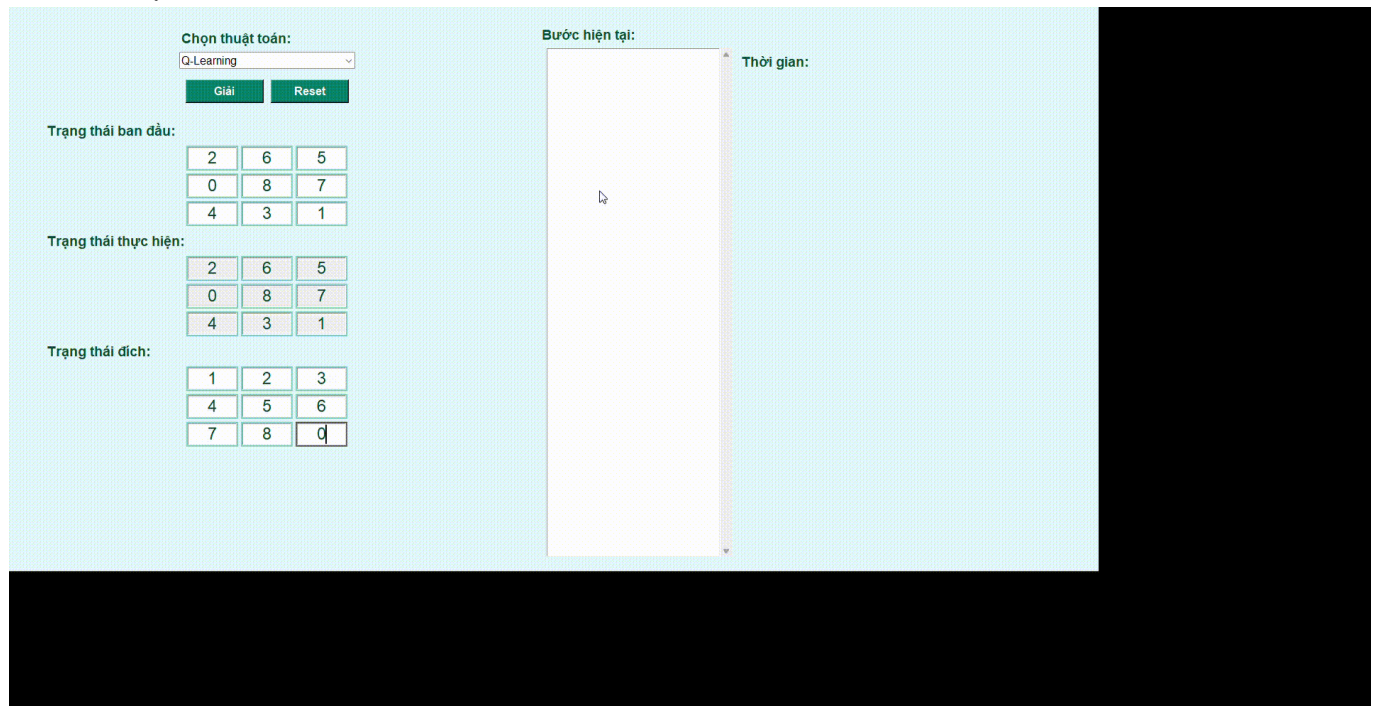 Chọn thuật toán:
Q-Learning
Giải Reset
Trạng thái ban đầu:
2 6 5
0 8 7
4 3 1
Trạng thái thực hiện:
2 6 5
0 8 7
4 3 1
Trạng thái đích:
1 2 3
4 5 6
7 8 0
Bước hiện tại:
Thời gian: